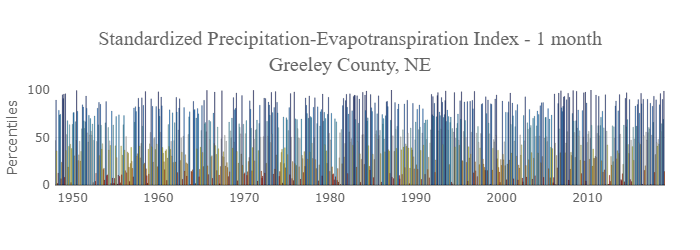 Standardized Precipitation-Evapotranspiration Index - 1 month
Greeley County, NE
Percentiles
100
50
0
1950 1960 1970 1980 1990 2000 2010